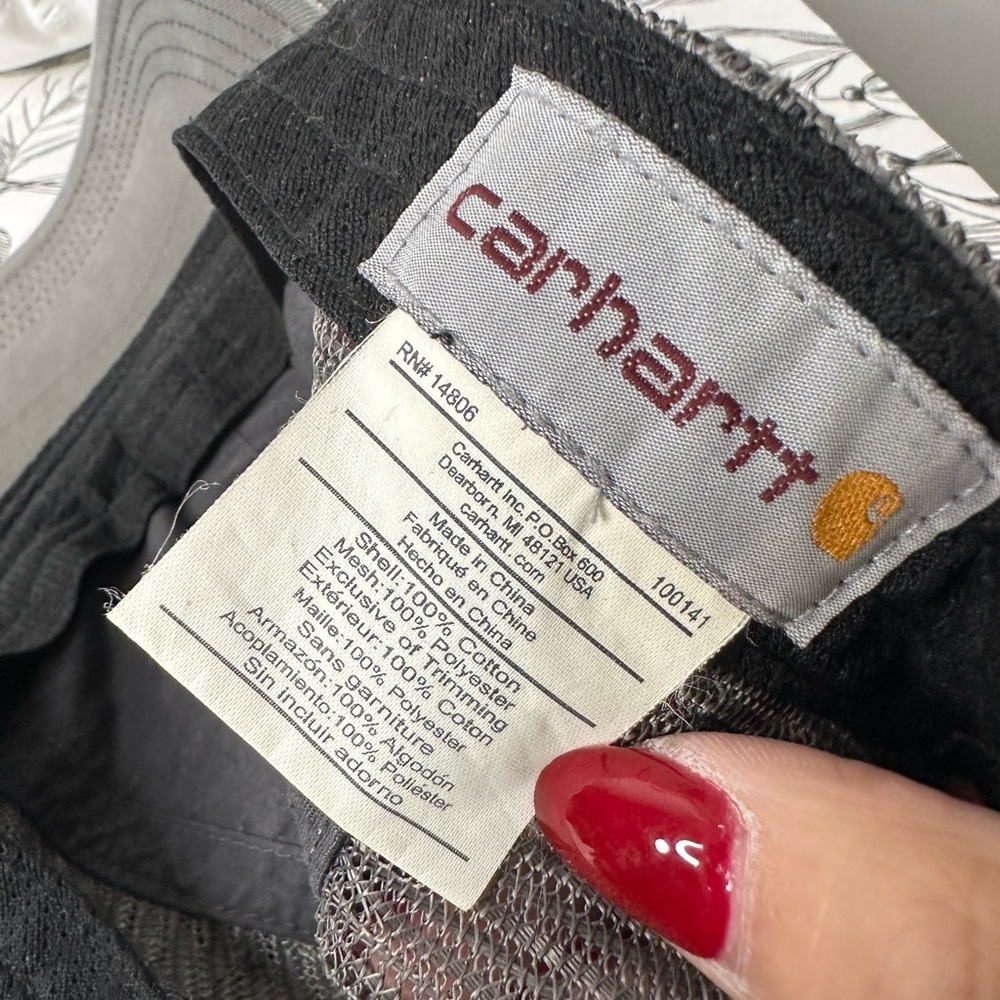 carhartt
RN# 14806
100141
Carhartt Inc.P.O.Box 600
Dearborn, MI 48121 USA
carhartt.com
Made in China
Fabriqué en Chine
Hecho en China
Shell:100% Cotton
Mesh:100% Polyester
Exclusive of Trimming
Extérieur:100% Coton
Maille:100% Polyester
Sans garniture
Armazón:100% Algodón
Acoplamiento:100% Poliéster
Sin incluir adorno